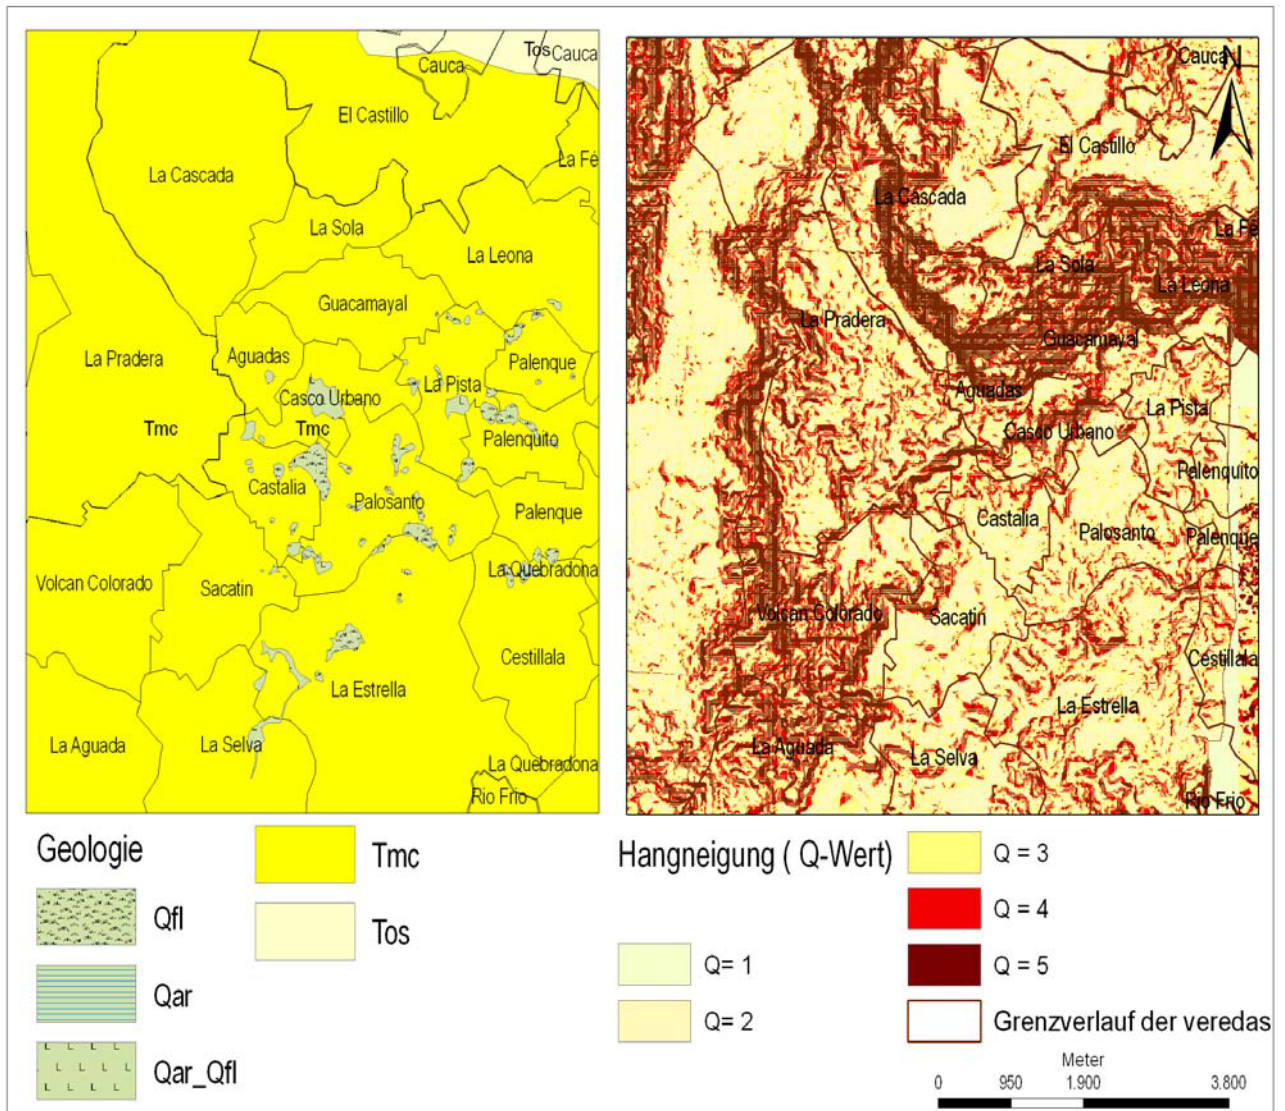 Tos Cauca
Cauca
El Castillo
La Fé
La Cascada
La Sola
La Leona
Guacamayal
La Pradera
Aguadas
Palenque
La Pista
Casco Urbano
Tmc
Tmc
Palenquito
Castalia
Palosanto
Palenque
Volcan Colorado
Sacatin
La Quebradona
Cestillala
La Estrella
La Aguada
La Selva
La Quebradona
Rio Frio
Cauca
N
El Castillo
La Cascada
La Fé
La Sola
La Leona
La Pradera
Guacamayal
Aguadas
La Pista
Casco Urbano
Palenquito
Castalia
Palosanto
Palenque
Volcan Colorado
Sacatin
Cestillala
La Estrella
La Aguada
La Selva
Rio Frio
Geologie
Qfl
Qar
Qar_Qfl
Tmc
Tos
Hangneigung ( Q-Wert)
Q= 1
Q= 2
Q = 3
Q = 4
Q = 5
Grenzverlauf der veredas
Meter
0 950 1.900 3.800